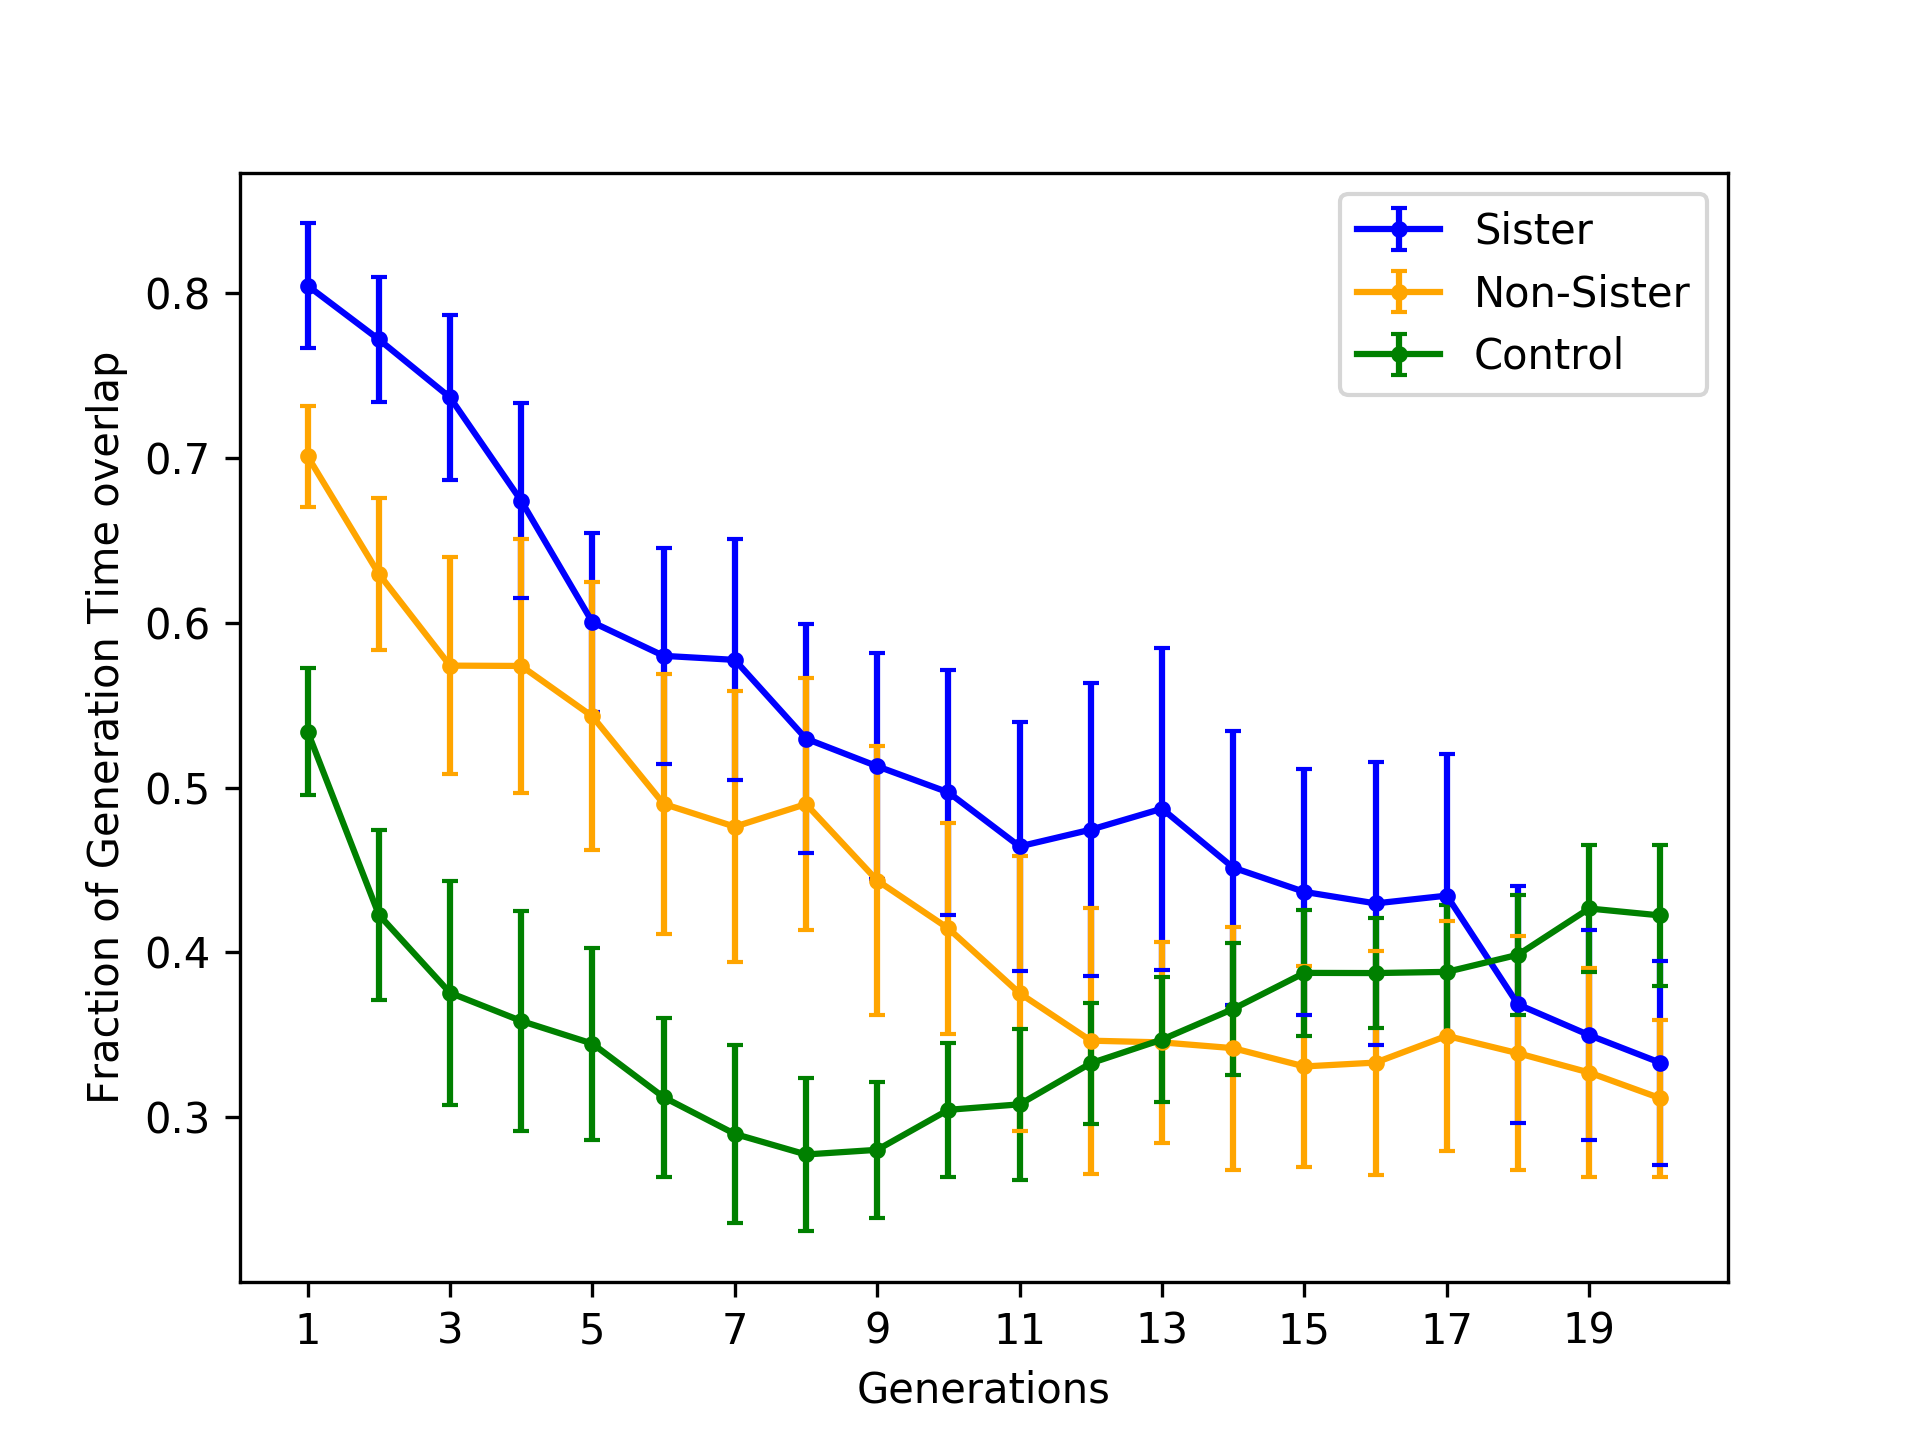 Sister
Non-Sister
Control
Fraction of Generation Time overlap
0.8
0.7
0.6
0.5
0.4
0.3
1 3 5 7 9 11 13 15 17 19
Generations